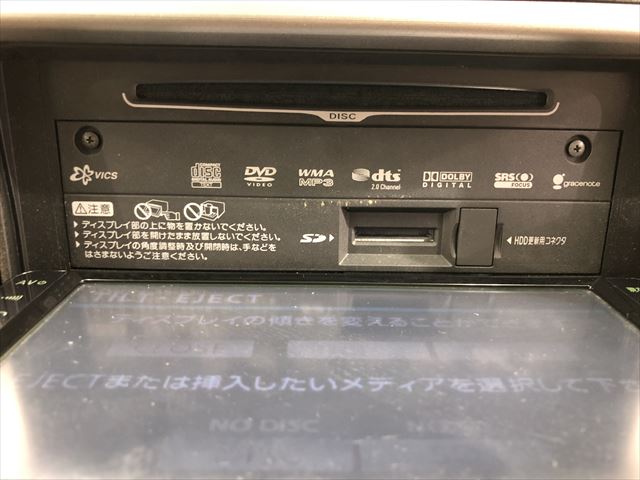 DISC
VICS
COMPACT disc DIGITAL AUDIO TEXT
DVD VIDEO
WMA MP3
dts 2.0 Channel
DOLBY DIGITAL
SRS FOCUS
gracenote
注意
ディスプレイ部の上に物を置かないでください。
ディスプレイ部を開けたまま放置しないでください。
ディスプレイの角度調整時及び開閉時は、手などを
はさまないようご注意ください。
SD
HDD更新用コネクタ
AV
TILT・EJECT
ディスプレイの傾きを変えること
EJECTまたは挿入したいメディアを選択して下
NO DISC